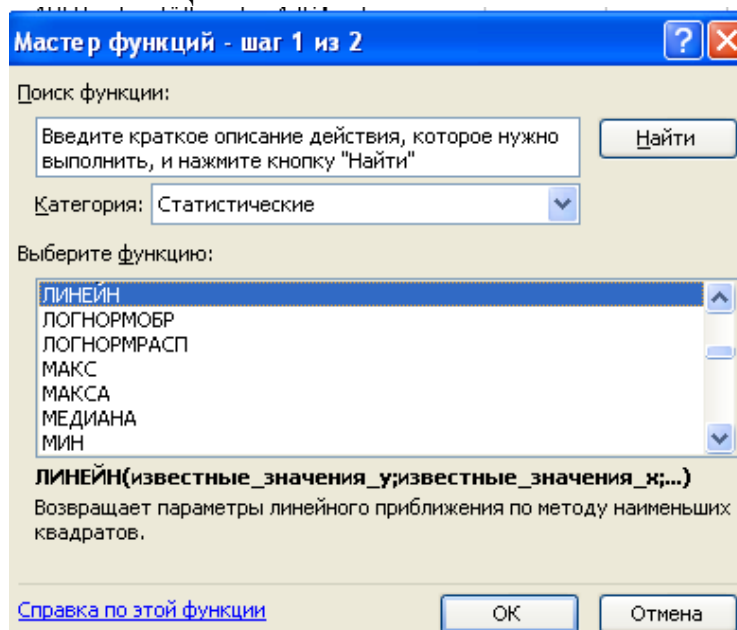 Мастер функций - шаг 1 из 2
Поиск функции:
Введите краткое описание действия, которое нужно
выполнить, и нажмите кнопку "Найти"
Найти
Категория: Статистические
Выберите функцию:
ЛИНЕЙН
ЛОГНОРМОБР
ЛОГНОРМРАСП
МАКС
МАКСА
МЕДИАНА
МИН
ЛИНЕЙН(известные_значения_y;известные_значения_x;...)
Возвращает параметры линейного приближения по методу наименьших
квадратов.
Справка по этой функции
ОК
Отмена